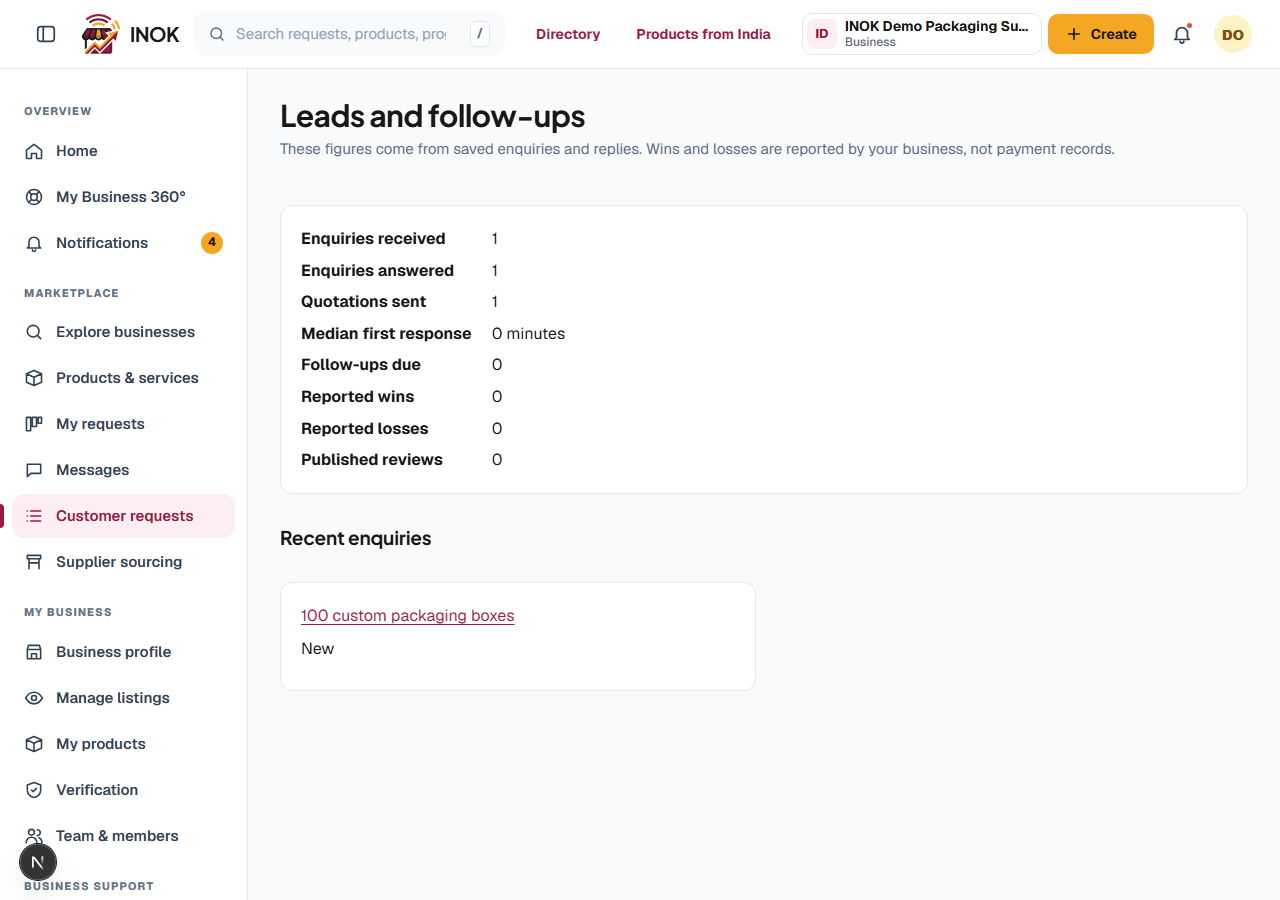 INOK
Search requests, products, pro
/
Directory
Products from India
ID
INOK Demo Packaging Su...
Business
+ Create
DO
OVERVIEW
Home
My Business 360°
Notifications
4
MARKETPLACE
Explore businesses
Products & services
My requests
Messages
Customer requests
Supplier sourcing
MY BUSINESS
Business profile
Manage listings
My products
Verification
Team & members
N
BUSINESS SUPPORT
Leads and follow-ups
These figures come from saved enquiries and replies. Wins and losses are reported by your business, not payment records.
Enquiries received 1
Enquiries answered 1
Quotations sent 1
Median first response 0 minutes
Follow-ups due 0
Reported wins 0
Reported losses 0
Published reviews 0
Recent enquiries
100 custom packaging boxes
New